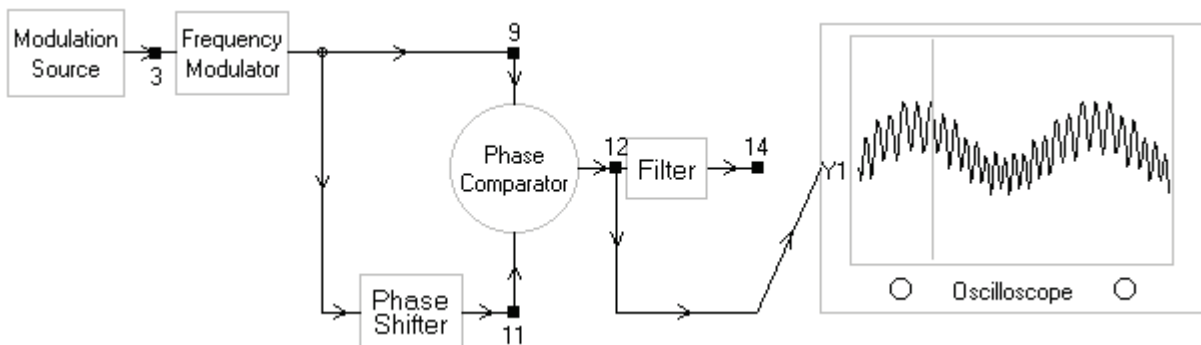 Modulation
Source
3
Frequency
Modulator
9
Phase
Comparator
12
Filter
14
Y1
Oscilloscope
Phase
Shifter
11